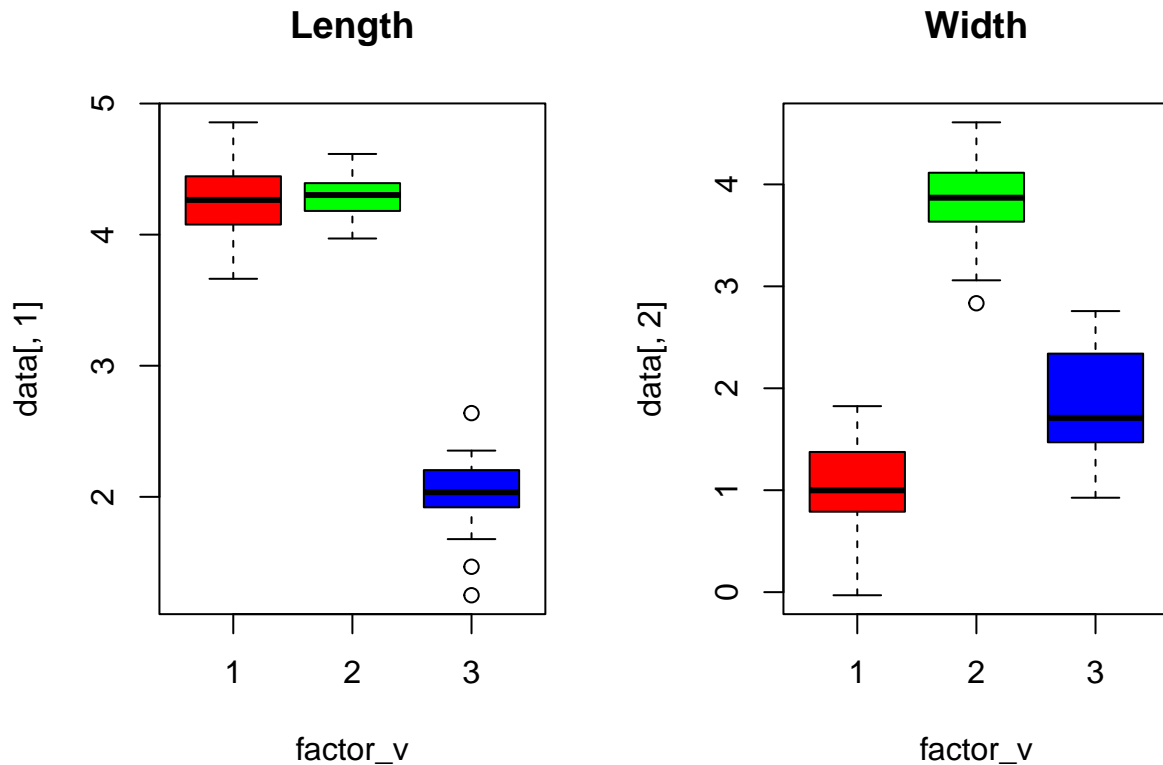 Length
data[, 1]
5
4
3
2
1
2
3
factor_v
Width
data[, 2]
4
3
2
1
0
1
2
3
factor_v